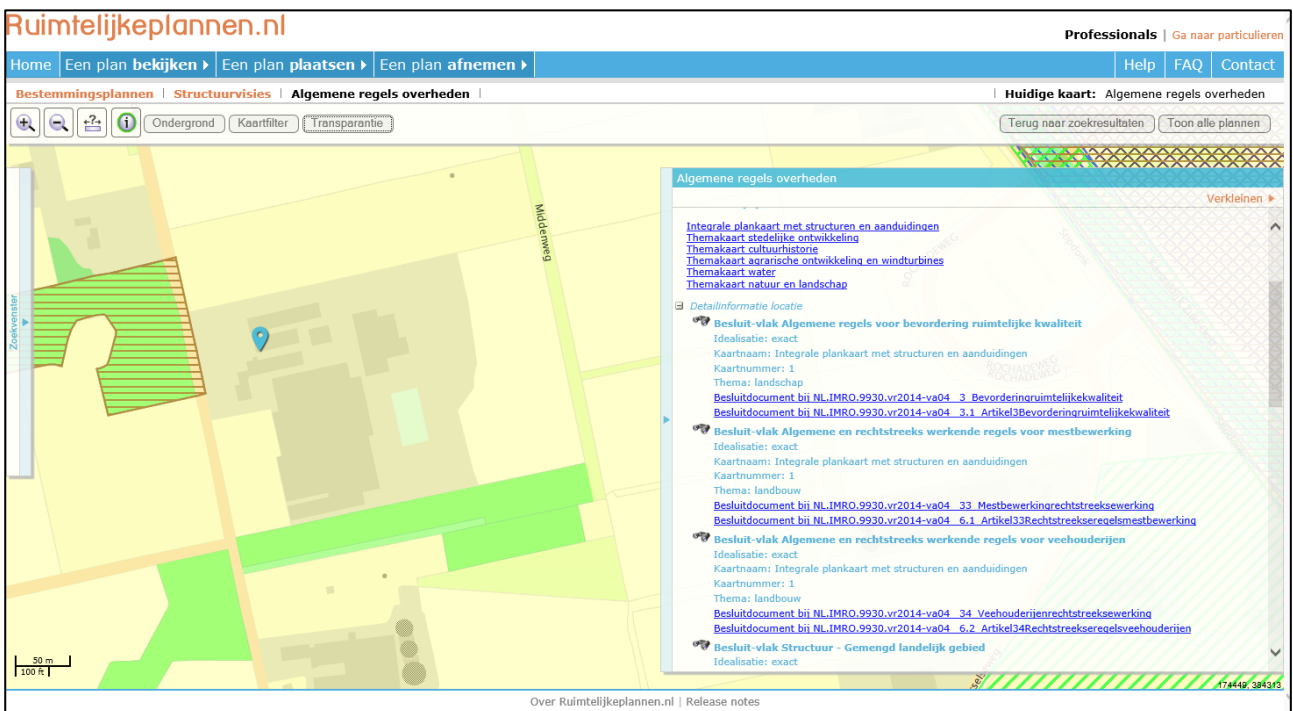 Ruimtelijkeplannen.nl
Professionals | Ga naar particulieren
Home Een plan bekijken Een plan plaatsen Een plan afnemen Help FAQ Contact
Bestemmingsplannen | Structuurvisies | Algemene regels overheden | | Huidige kaart: Algemene regels overheden
Ondergrond Kaartfilter Transparantie Terug naar zoekresultaten Toon alle plannen
Zoekvenster
Middenweg
Algemene regels overheden
Verkleinen
Integrale plankaart met structuren en aanduidingen
Themakaart stedelijke ontwikkeling
Themakaart cultuurhistorie
Themakaart agrarische ontwikkeling en windturbines
Themakaart water
Themakaart natuur en landschap
Detailinformatie locatie
Besluit-vlak Algemene regels voor bevordering ruimtelijke kwaliteit
Idealisatie: exact
Kaartnaam: Integrale plankaart met structuren en aanduidingen
Kaartnummer: 1
Thema: landschap
Besluitdocument bij NL.IMRO.9930.vr2014-va04__3_Bevorderingruimtelijkekwaliteit
Besluitdocument bij NL.IMRO.9930.vr2014-va04__3.1_Artikel3Bevorderingruimtelijkekwaliteit
Besluit-vlak Algemene en rechtstreeks werkende regels voor mestbewerking
Idealisatie: exact
Kaartnaam: Integrale plankaart met structuren en aanduidingen
Kaartnummer: 1
Thema: landbouw
Besluitdocument bij NL.IMRO.9930.vr2014-va04__33_Mestbewerkingrechtstreeksewerking
Besluitdocument bij NL.IMRO.9930.vr2014-va04__6.1_Artikel33Rechtstreekseregelsmestbewerking
Besluit-vlak Algemene en rechtstreeks werkende regels voor veehouderijen
Idealisatie: exact
Kaartnaam: Integrale plankaart met structuren en aanduidingen
Kaartnummer: 1
Thema: landbouw
Besluitdocument bij NL.IMRO.9930.vr2014-va04__34_Veehouderijenrechtstreeksewerking
Besluitdocument bij NL.IMRO.9930.vr2014-va04__6.2_Artikel34Rechtstreekseregelsveehouderijen
Besluit-vlak Structuur - Gemengd landelijk gebied
Idealisatie: exact
ROCHADEWEG
ROCHADEWEG
50 m
100 ft
174449, 384313
Over Ruimtelijkeplannen.nl | Release notes